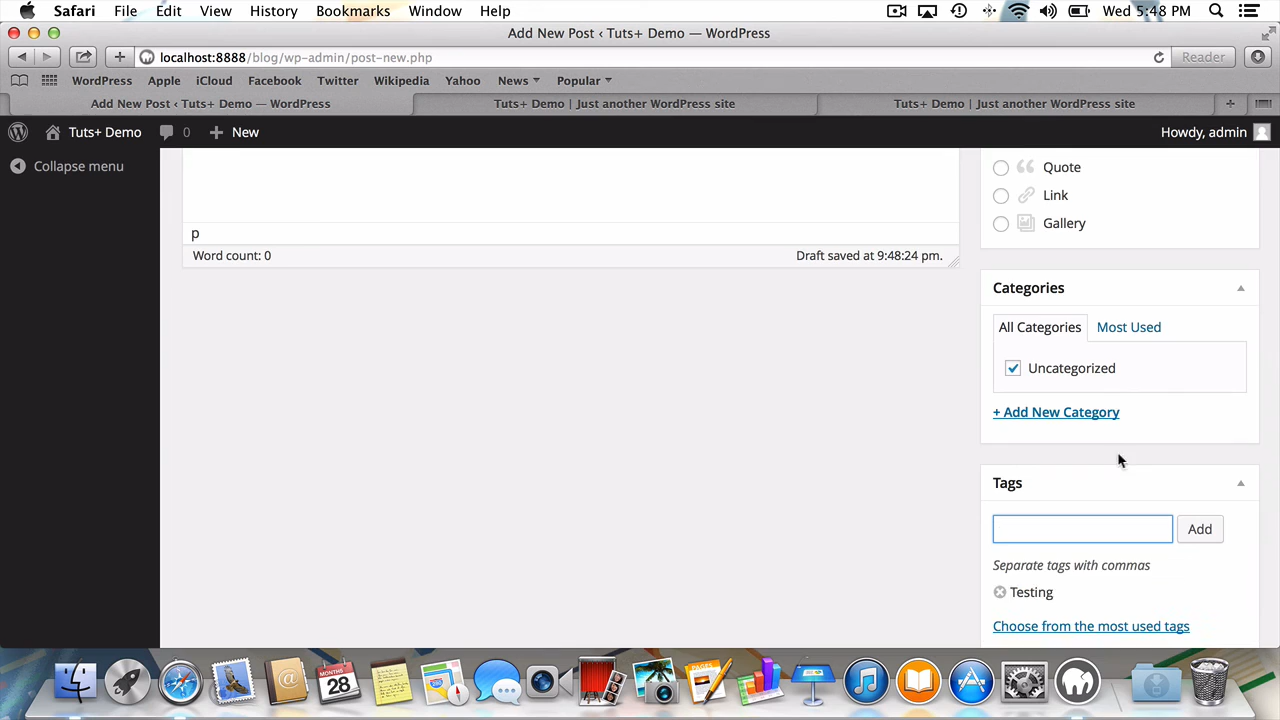 Safari File Edit View History Bookmarks Window Help Wed 5:48 PM
Add New Post ‹ Tuts+ Demo — WordPress
localhost:8888/blog/wp-admin/post-new.php Reader
WordPress Apple iCloud Facebook Twitter Wikipedia Yahoo News Popular
Add New Post ‹ Tuts+ Demo — WordPress Tuts+ Demo | Just another WordPress site Tuts+ Demo | Just another WordPress site
Tuts+ Demo 0 + New Howdy, admin
Collapse menu
Quote
Link
Gallery
p
Word count: 0 Draft saved at 9:48:24 pm.
Categories
All Categories Most Used
Uncategorized
+ Add New Category
Tags
Add
Separate tags with commas
Testing
Choose from the most used tags
MONTHS
28
PAGES